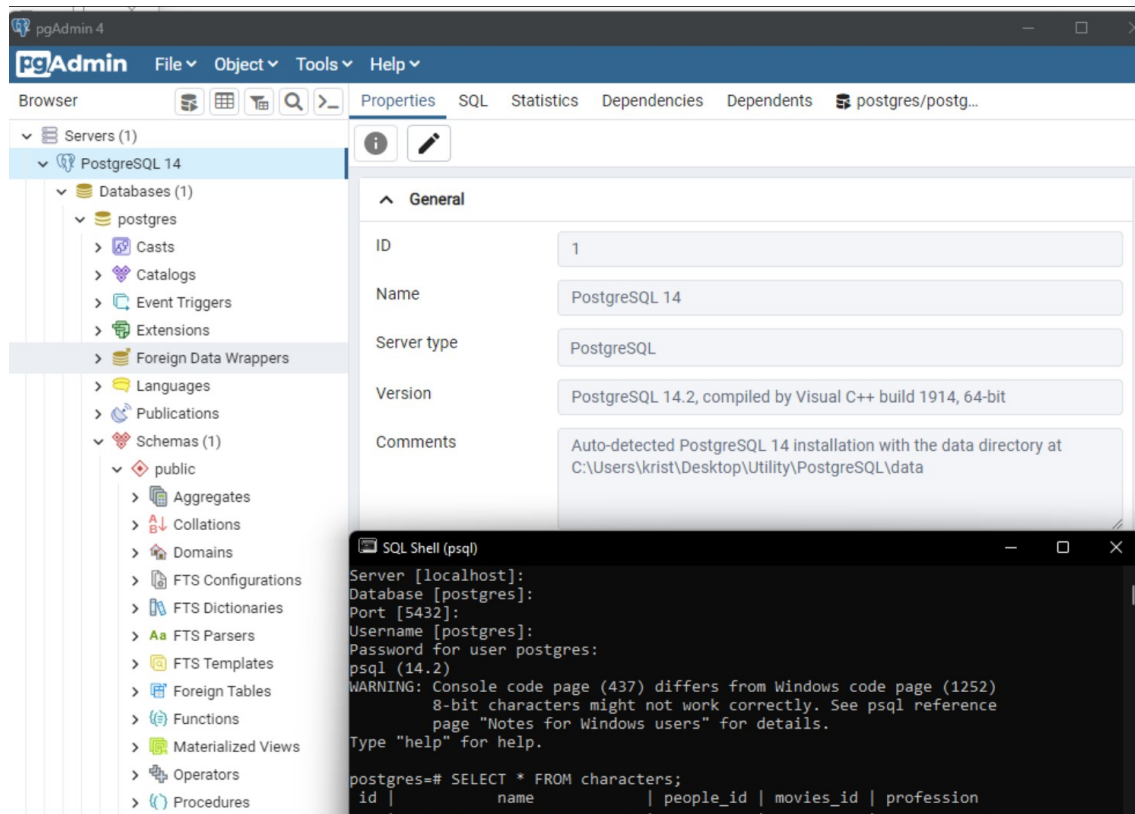 pgAdmin 4
pgAdmin File Object Tools Help
Browser
Properties SQL Statistics Dependencies Dependents postgres/postg...
Servers (1)
PostgreSQL 14
Databases (1)
postgres
Casts
Catalogs
Event Triggers
Extensions
Foreign Data Wrappers
Languages
Publications
Schemas (1)
public
Aggregates
Collations
Domains
FTS Configurations
FTS Dictionaries
Aa FTS Parsers
FTS Templates
Foreign Tables
Functions
Materialized Views
Operators
Procedures
General
ID 1
Name PostgreSQL 14
Server type PostgreSQL
Version PostgreSQL 14.2, compiled by Visual C++ build 1914, 64-bit
Comments Auto-detected PostgreSQL 14 installation with the data directory at
C:\Users\krist\Desktop\Utility\PostgreSQL\data
SQL Shell (psql)
Server [localhost]:
Database [postgres]:
Port [5432]:
Username [postgres]:
Password for user postgres:
psql (14.2)
WARNING: Console code page (437) differs from Windows code page (1252)
8-bit characters might not work correctly. See psql reference
page "Notes for Windows users" for details.
Type "help" for help.
postgres=# SELECT * FROM characters;
id | name | people_id | movies_id | profession